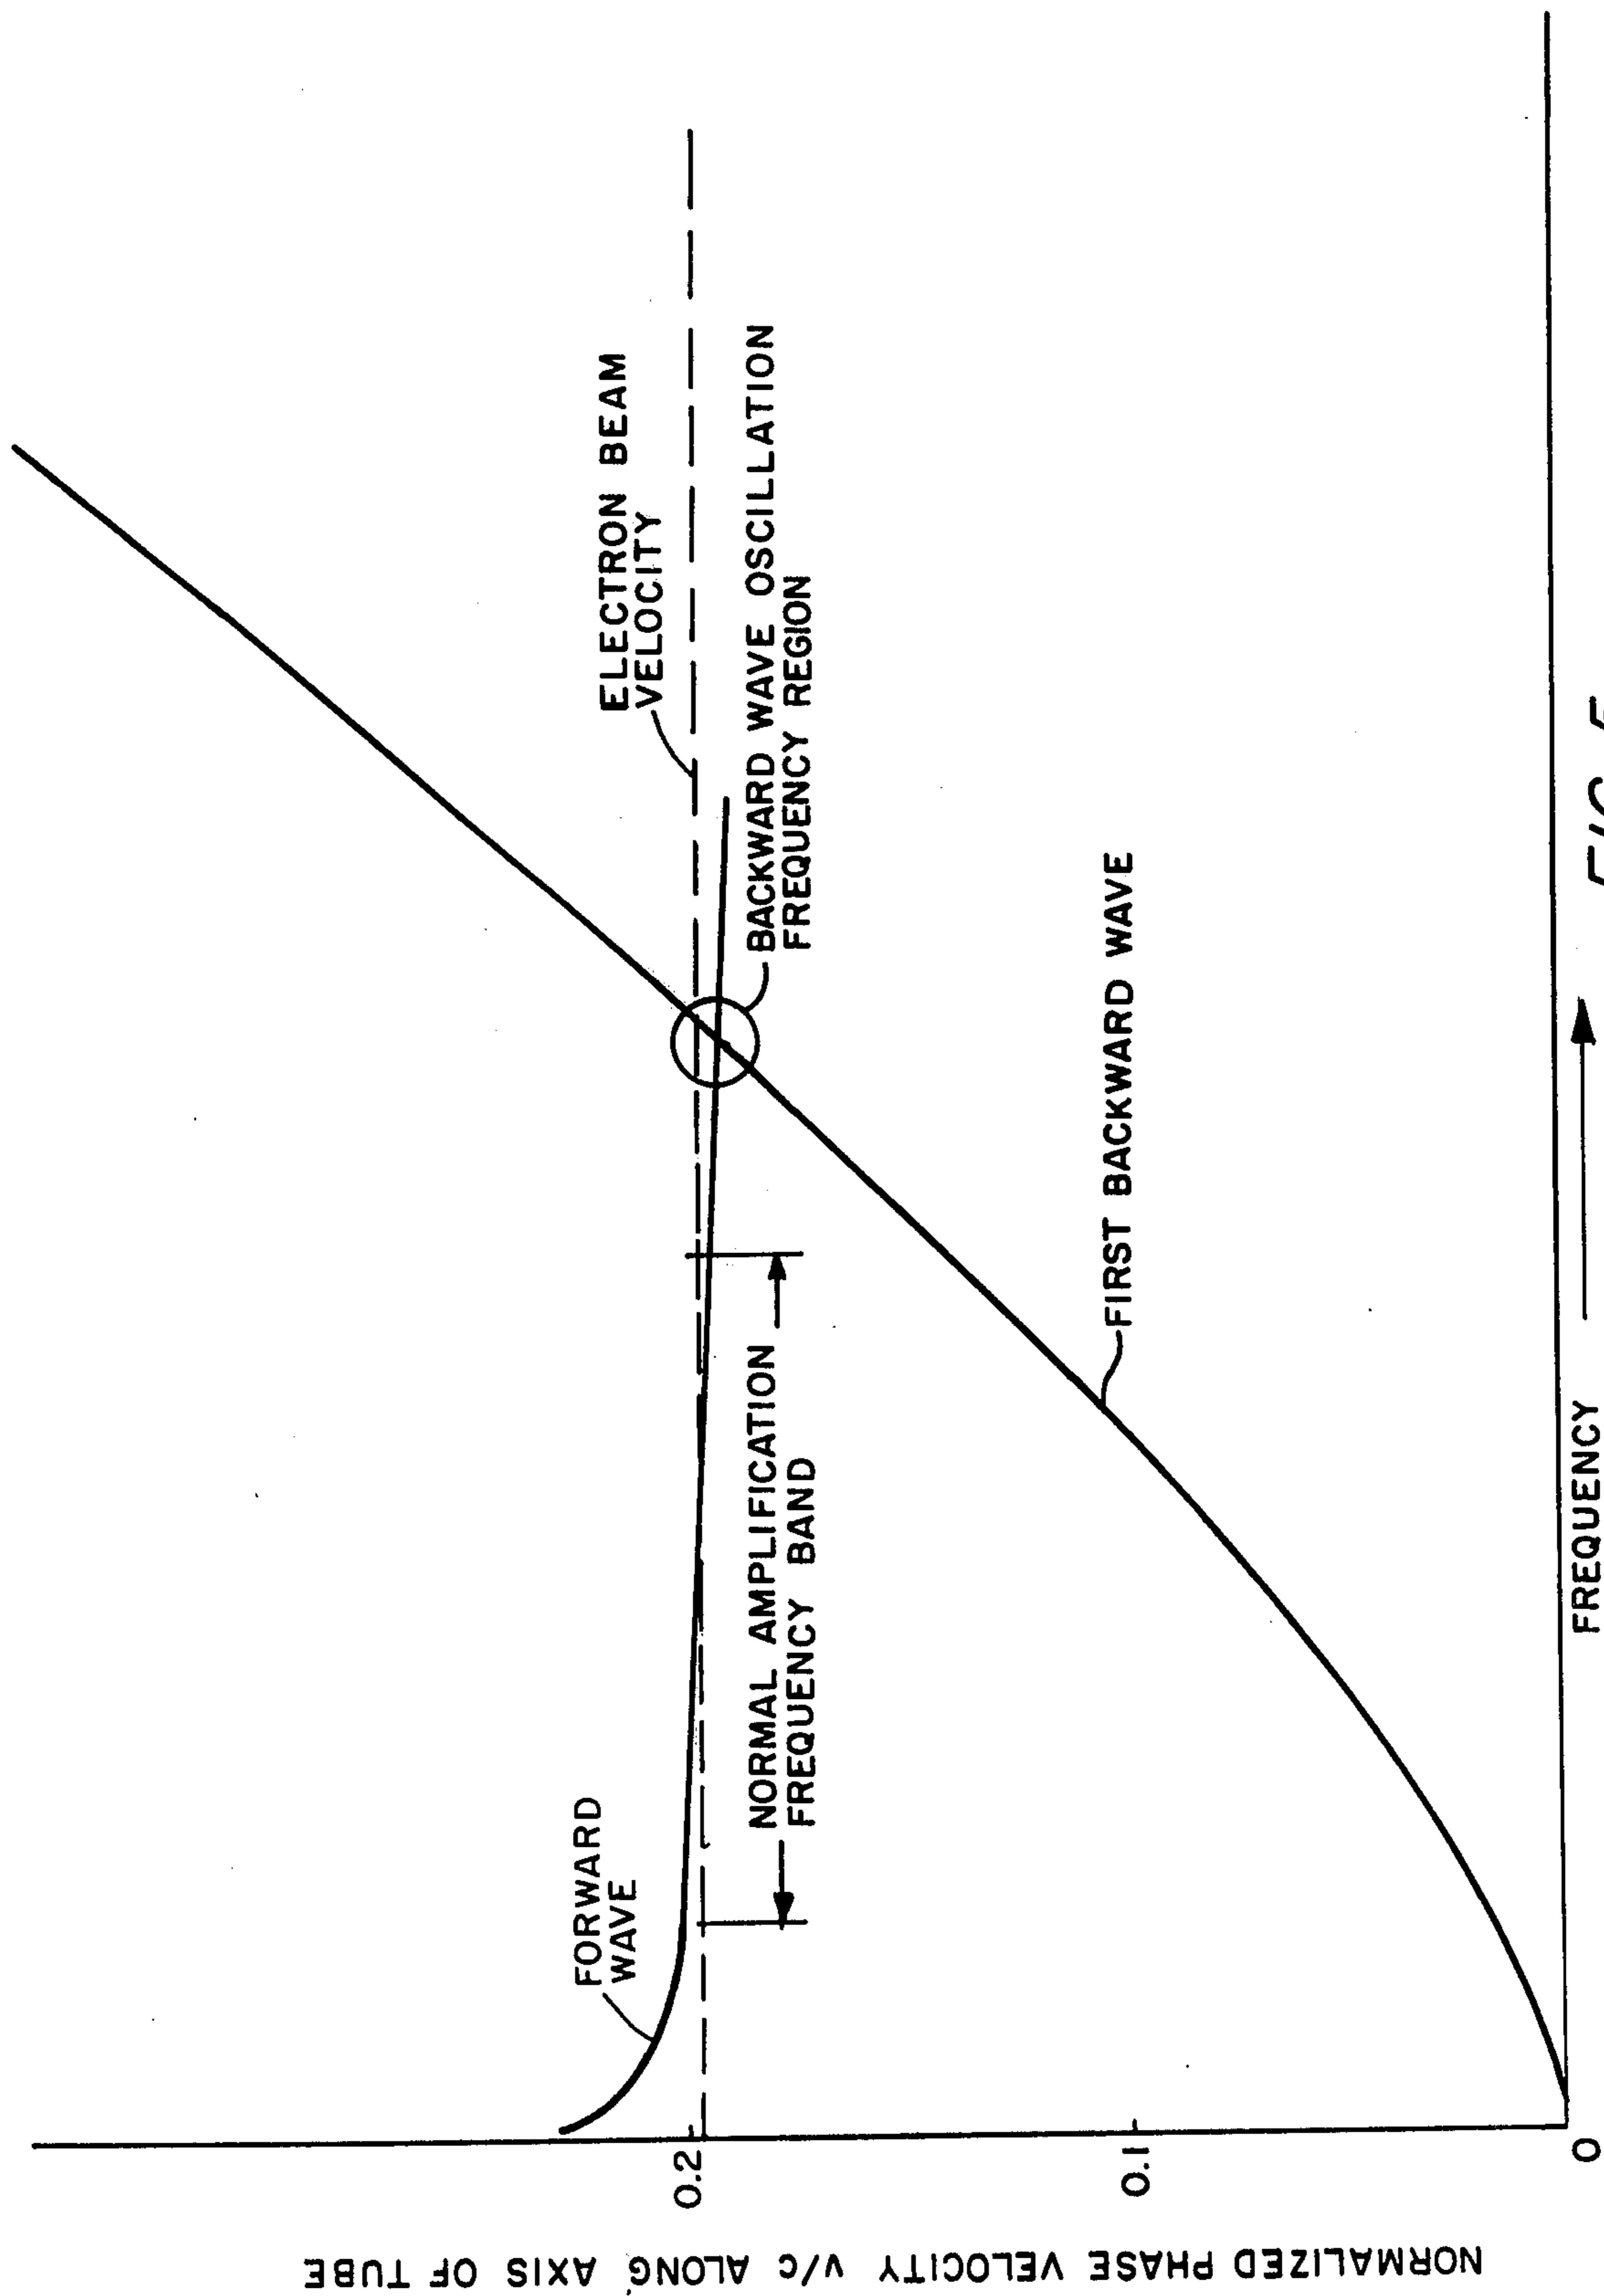 FORWARD
WAVE
ELECTRON BEAM
VELOCITY
BACKWARD WAVE OSCILLATION
FREQUENCY REGION
NORMAL AMPLIFICATION
FREQUENCY BAND
FIRST BACKWARD WAVE
NORMALIZED PHASE VELOCITY v/c ALONG AXIS OF TUBE
0.2
0.1
0
FREQUENCY